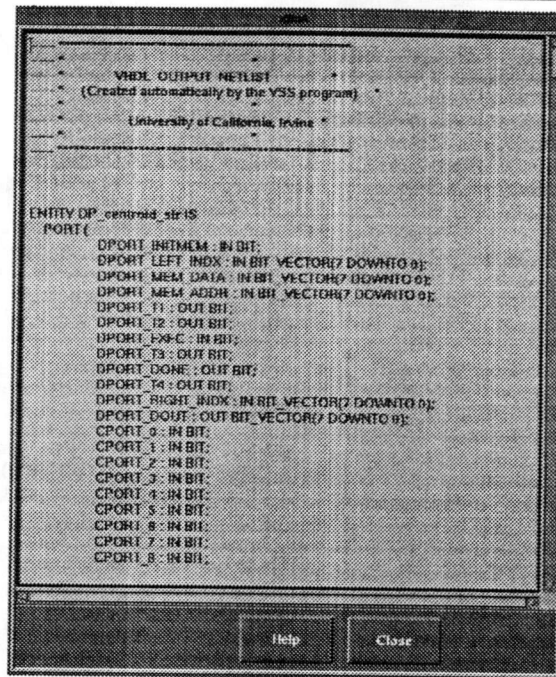 VHDL OUTPUT NETLIST *
(Created automatically by the VSS program) *
University of California, Irvine *
ENTITY DP_centroid_str IS
PORT (
DPORT_INITMEM : IN BIT;
DPORT_LEFT_INDX : IN BIT_VECTOR(7 DOWNTO 0);
DPORT_MEM_DATA : IN BIT_VECTOR(7 DOWNTO 0);
DPORT_MEM_ADDR : IN BIT_VECTOR(7 DOWNTO 0);
DPORT_T1 : OUT BIT;
DPORT_T2 : OUT BIT;
DPORT_EXEC : IN BIT;
DPORT_T3 : OUT BIT;
DPORT_DONE : OUT BIT;
DPORT_T4 : OUT BIT;
DPORT_RIGHT_INDX : IN BIT_VECTOR(7 DOWNTO 0);
DPORT_DOUT : OUT BIT_VECTOR(7 DOWNTO 0);
CPORT_0 : IN BIT;
CPORT_1 : IN BIT;
CPORT_2 : IN BIT;
CPORT_3 : IN BIT;
CPORT_4 : IN BIT;
CPORT_5 : IN BIT;
CPORT_6 : IN BIT;
CPORT_7 : IN BIT;
CPORT_8 : IN BIT;
Help
Close